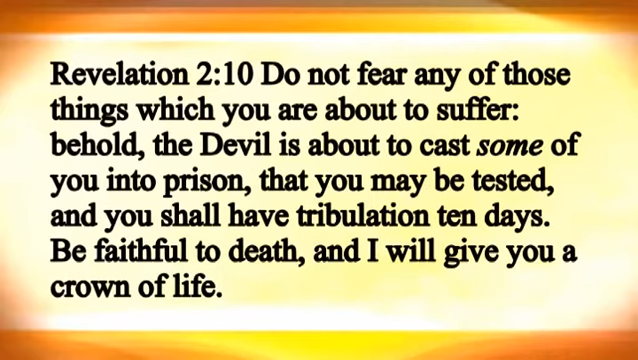 Revelation 2:10 Do not fear any of those
things which you are about to suffer:
behold, the Devil is about to cast some of
you into prison, that you may be tested,
and you shall have tribulation ten days.
Be faithful to death, and I will give you a
crown of life.